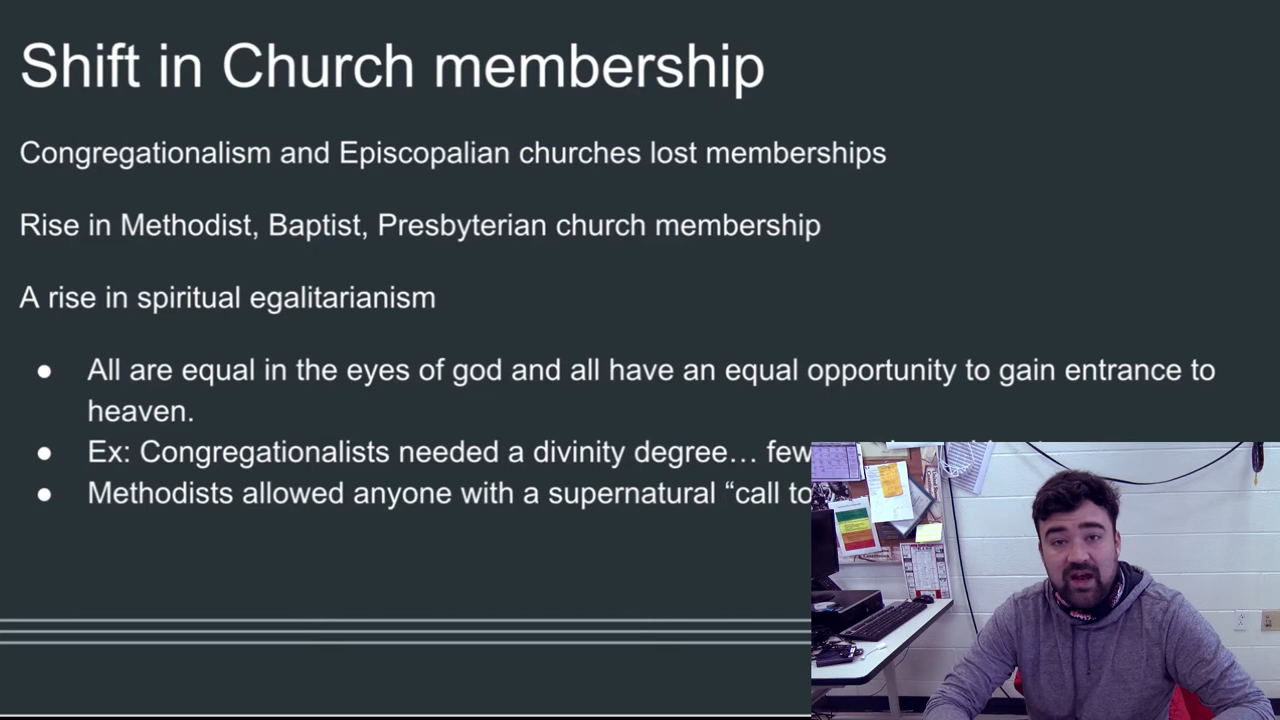 Shift in Church membership
Congregationalism and Episcopalian churches lost memberships
Rise in Methodist, Baptist, Presbyterian church membership
A rise in spiritual egalitarianism
● All are equal in the eyes of god and all have an equal opportunity to gain entrance to
heaven.
● Ex: Congregationalists needed a divinity degree… few
● Methodists allowed anyone with a supernatural “call to